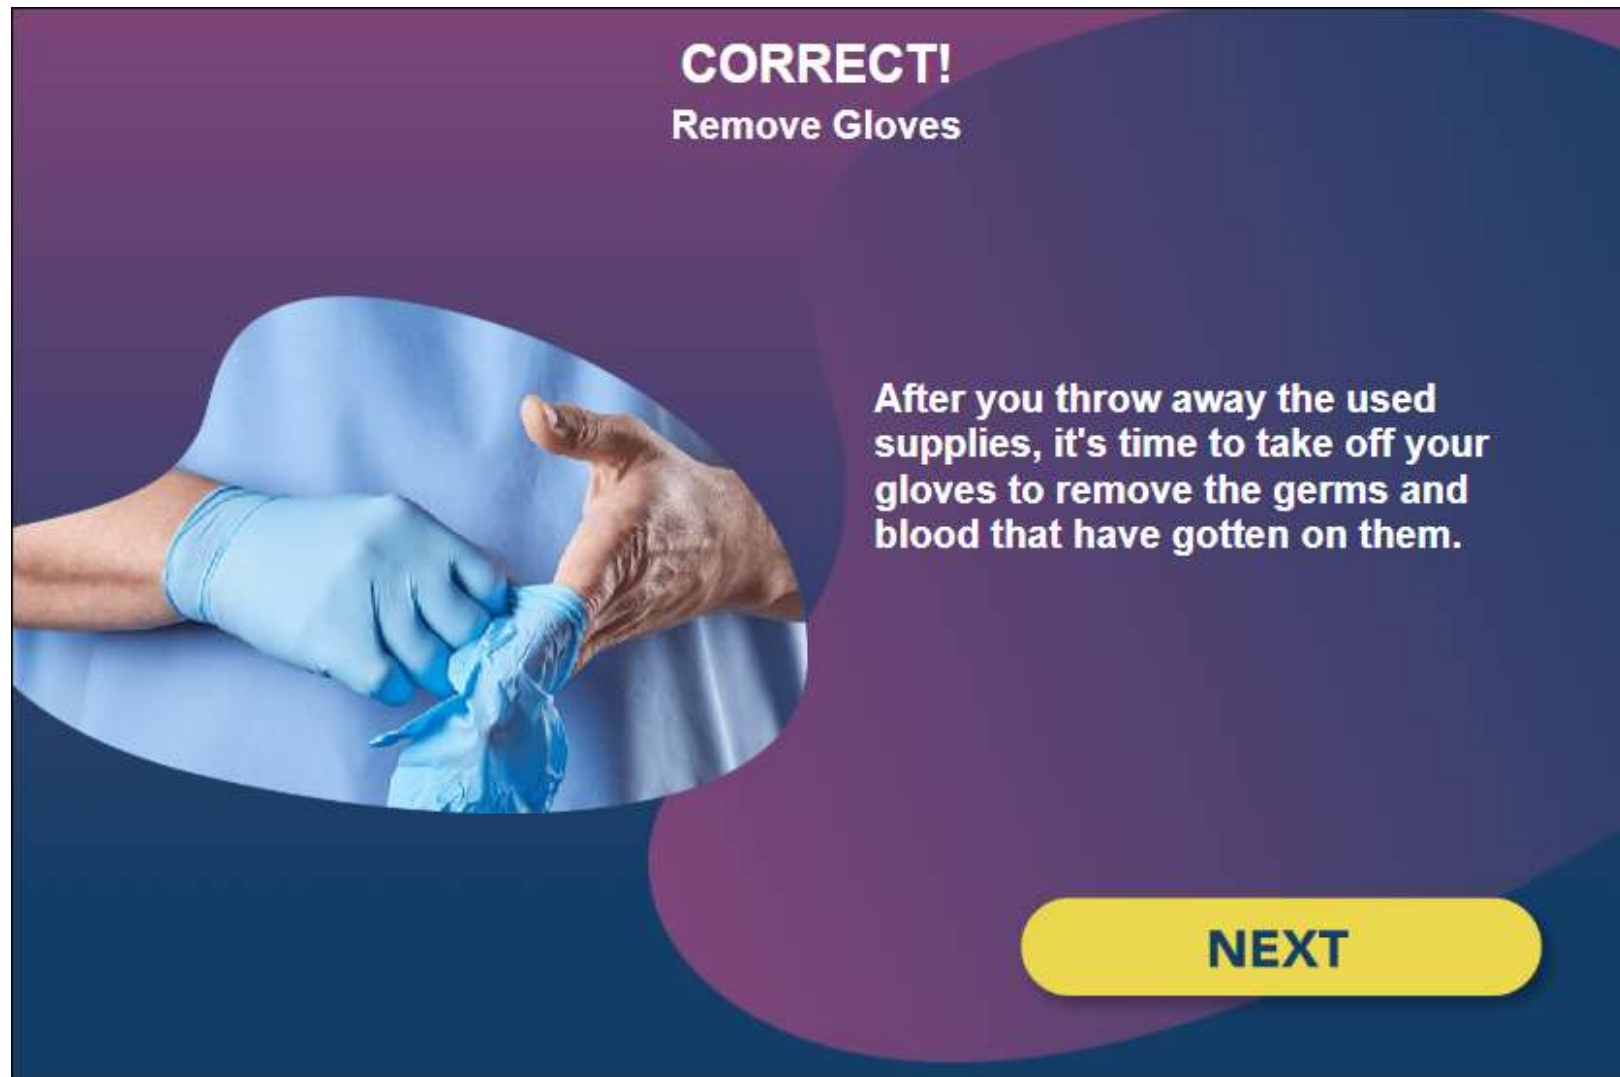 CORRECT!
Remove Gloves
After you throw away the used
supplies, it's time to take off your
gloves to remove the germs and
blood that have gotten on them.
NEXT